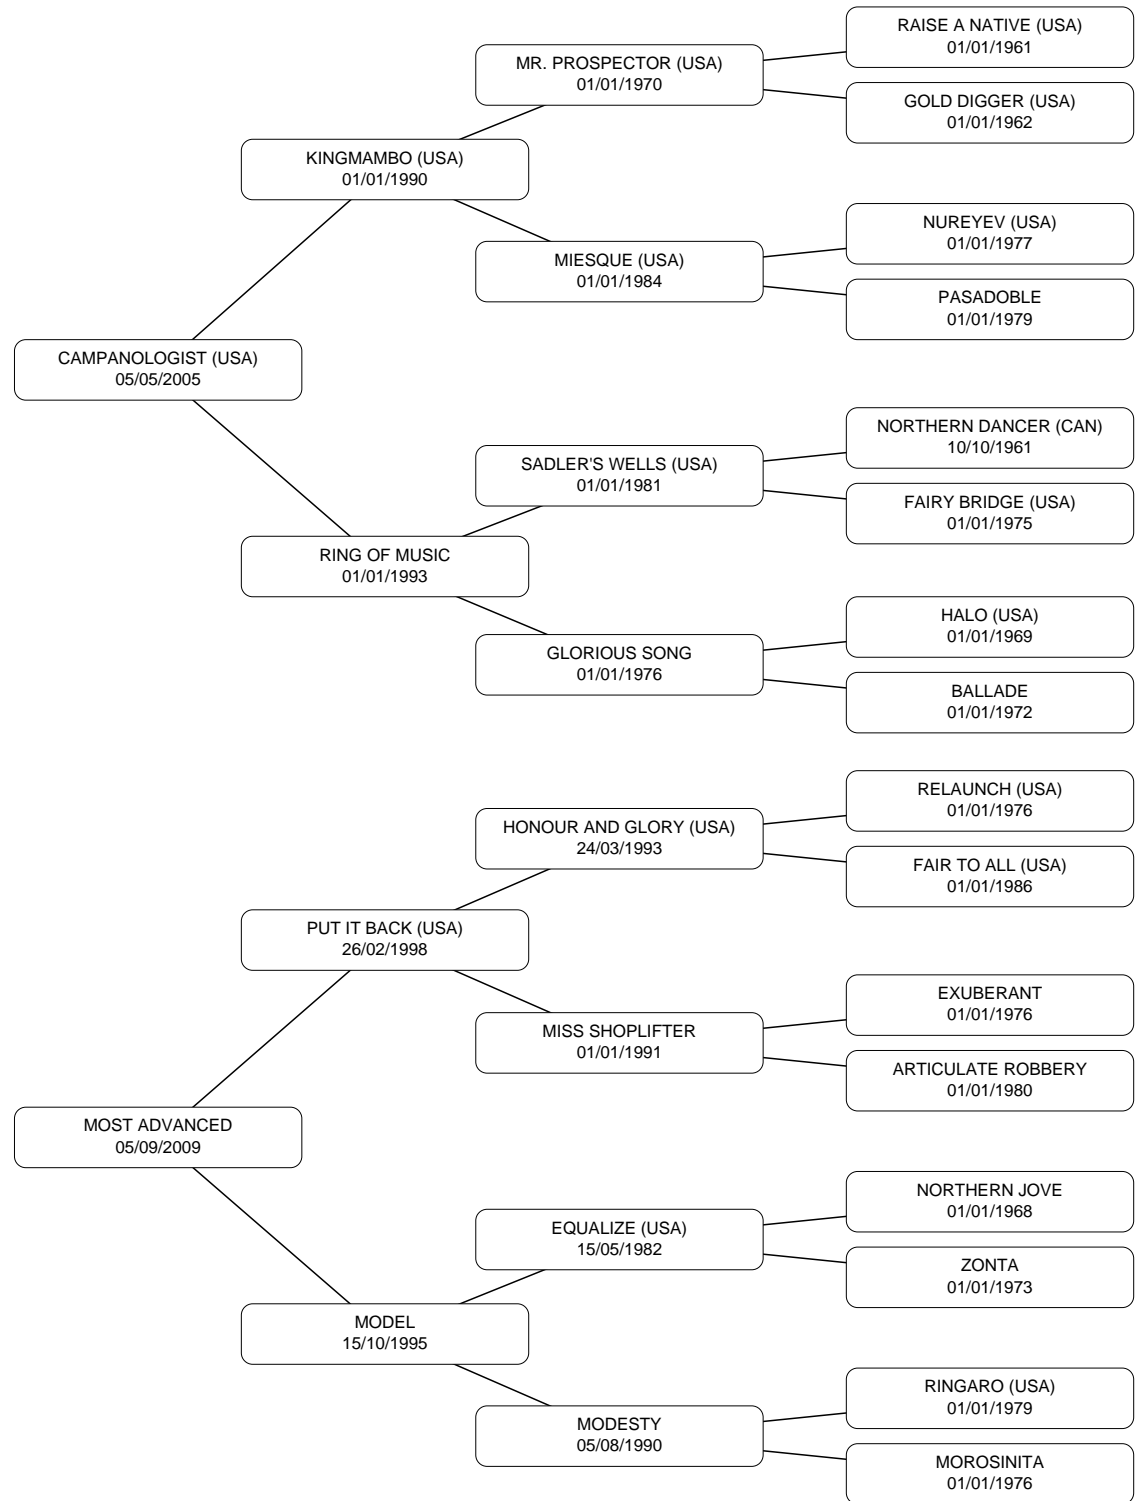 RAISE A NATIVE (USA)
01/01/1961
MR. PROSPECTOR (USA)
01/01/1970
GOLD DIGGER (USA)
01/01/1962
KINGMAMBO (USA)
01/01/1990
NUREYEV (USA)
01/01/1977
MIESQUE (USA)
01/01/1984
PASADOBLE
01/01/1979
CAMPANOLOGIST (USA)
05/05/2005
NORTHERN DANCER (CAN)
10/10/1961
SADLER'S WELLS (USA)
01/01/1981
FAIRY BRIDGE (USA)
01/01/1975
RING OF MUSIC
01/01/1993
HALO (USA)
01/01/1969
GLORIOUS SONG
01/01/1976
BALLADE
01/01/1972
RELAUNCH (USA)
01/01/1976
HONOUR AND GLORY (USA)
24/03/1993
FAIR TO ALL (USA)
01/01/1986
PUT IT BACK (USA)
26/02/1998
EXUBERANT
01/01/1976
MISS SHOPLIFTER
01/01/1991
ARTICULATE ROBBERY
01/01/1980
MOST ADVANCED
05/09/2009
NORTHERN JOVE
01/01/1968
EQUALIZE (USA)
15/05/1982
ZONTA
01/01/1973
MODEL
15/10/1995
RINGARO (USA)
01/01/1979
MODESTY
05/08/1990
MOROSINITA
01/01/1976